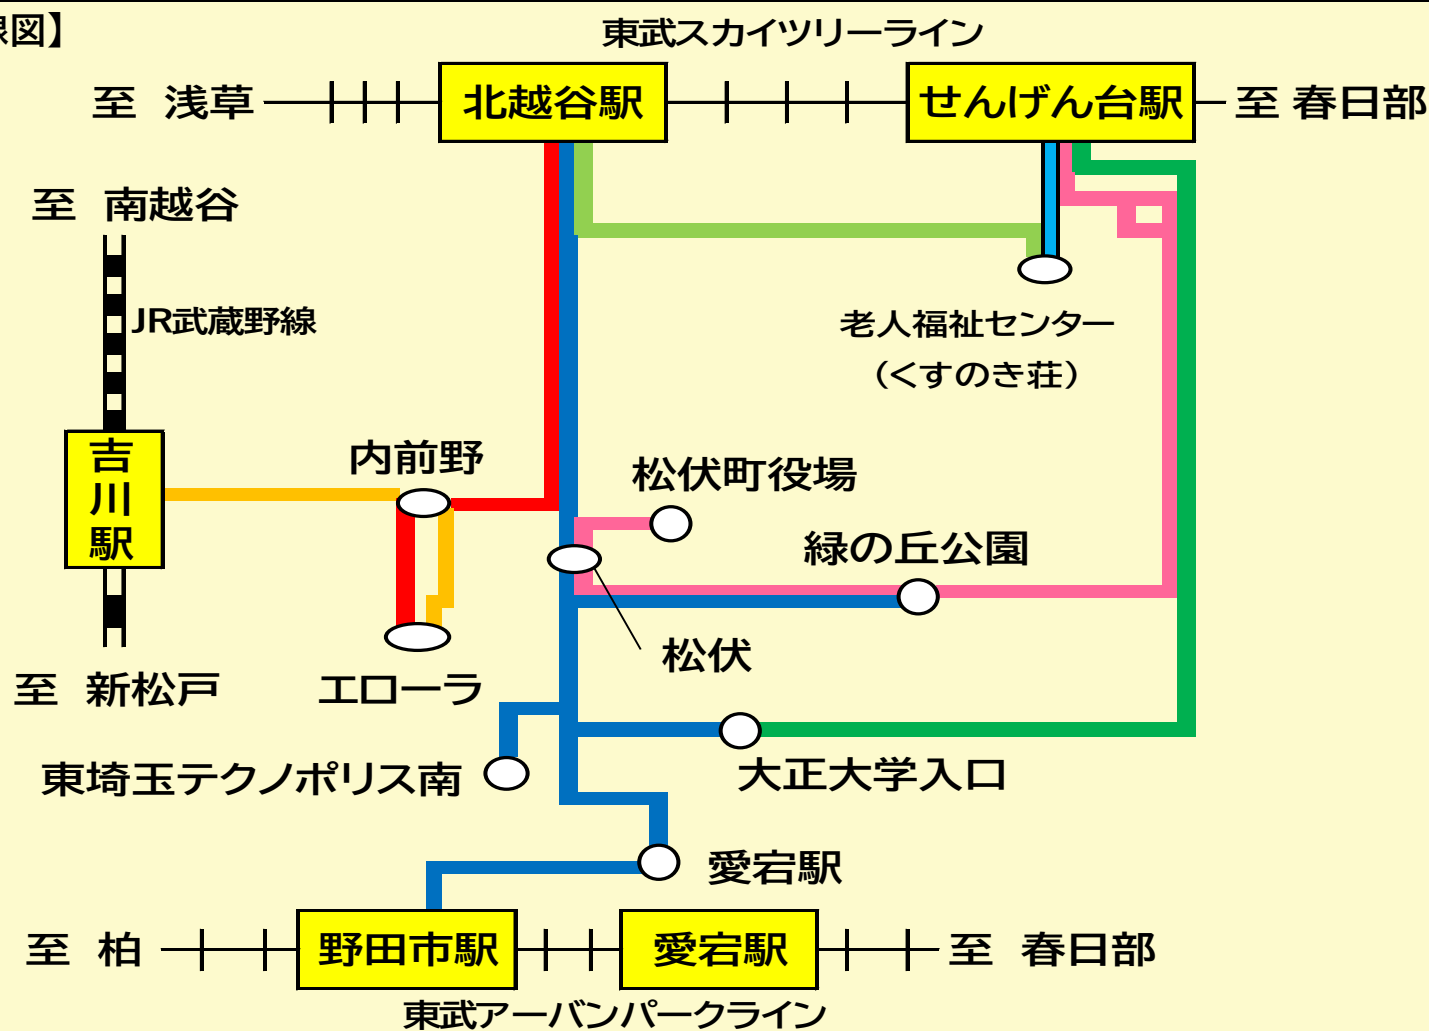 線図】
東武スカイツリーライン
至 浅草
北越谷駅
せんげん台駅
至 春日部
至 南越谷
JR武蔵野線
老人福祉センター
（くすのき荘）
吉川駅
内前野
松伏町役場
緑の丘公園
松伏
至 新松戸
エローラ
東埼玉テクノポリス南
大正大学入口
愛宕駅
至 柏
野田市駅
愛宕駅
至 春日部
東武アーバンパークライン